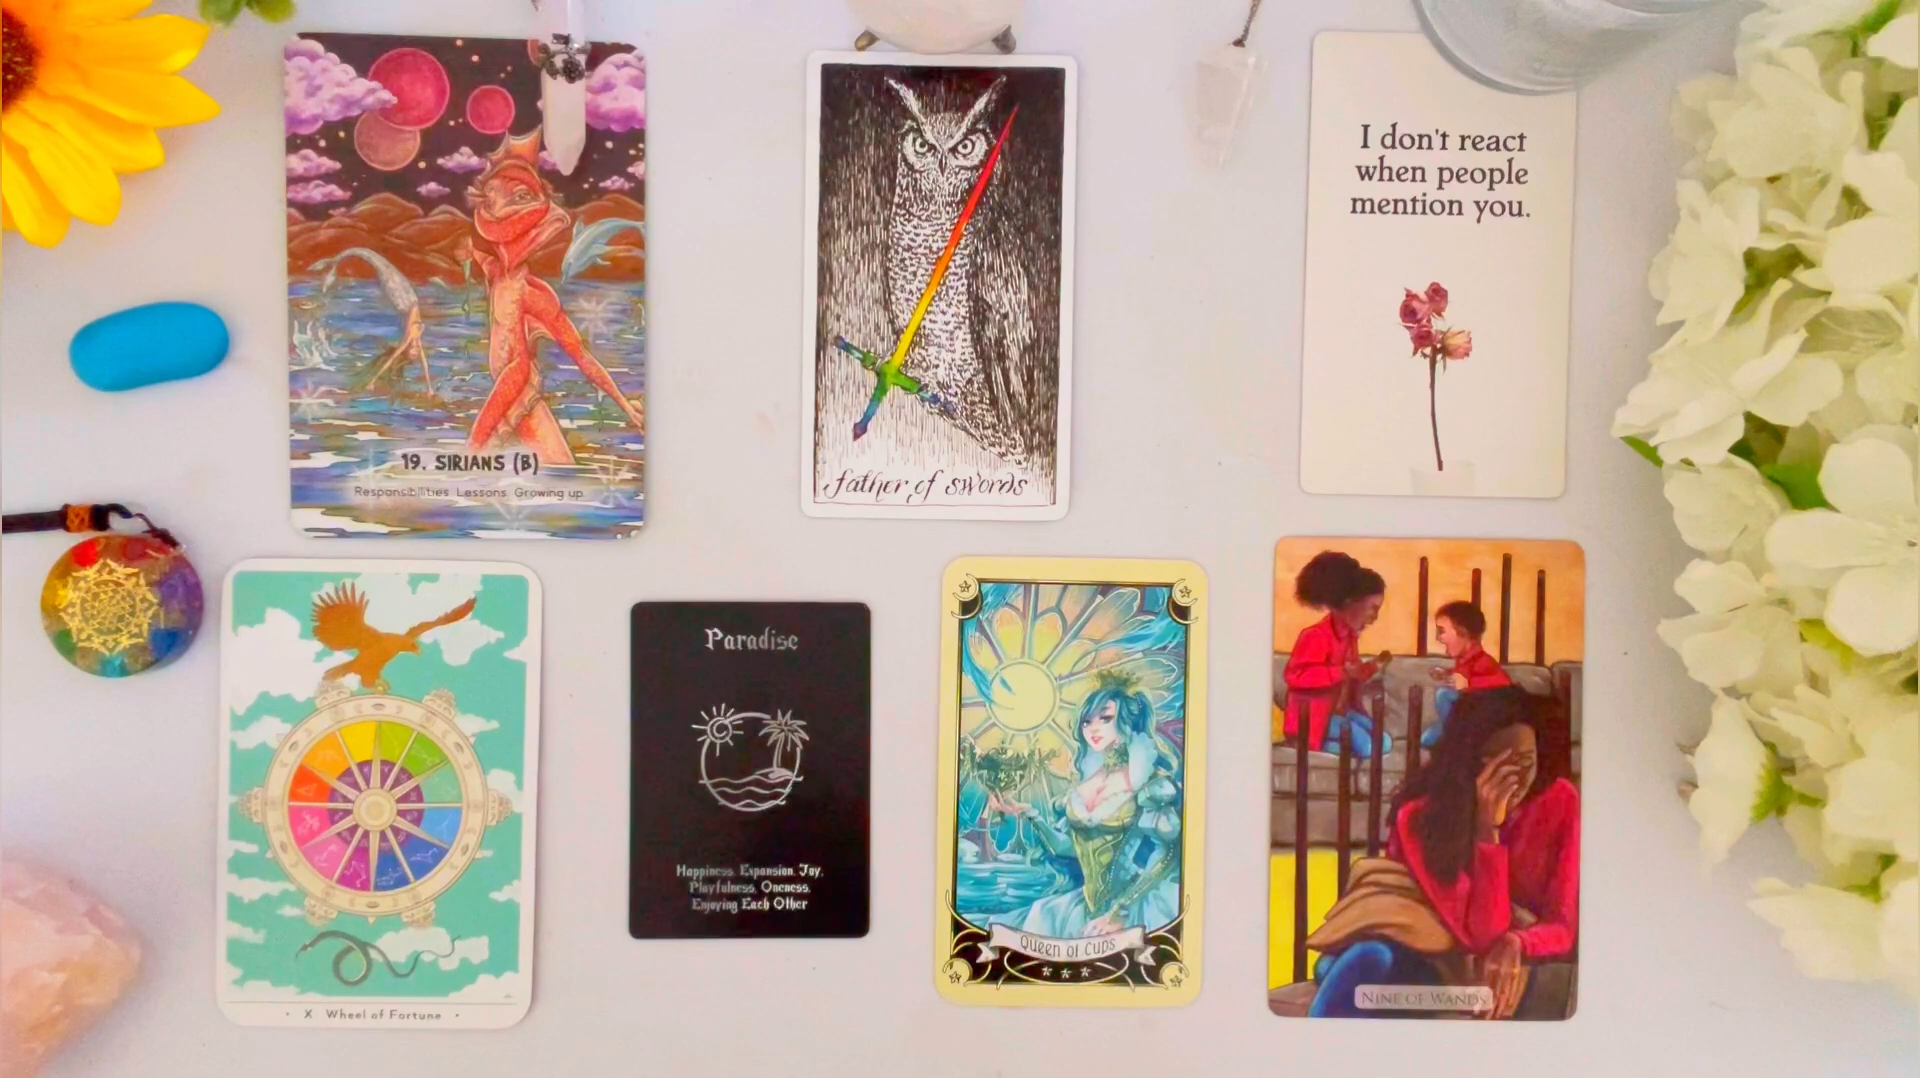 19. SIRIANS (B)
Responsibilities Lessons Growing up
father of swords
I don't react
when people
mention you.
· X Wheel of Fortune ·
Paradise
Happiness, Expansion, Joy,
Playfulness, Oneness,
Enjoying Each Other
Queen of Cups
NINE OF WANDS